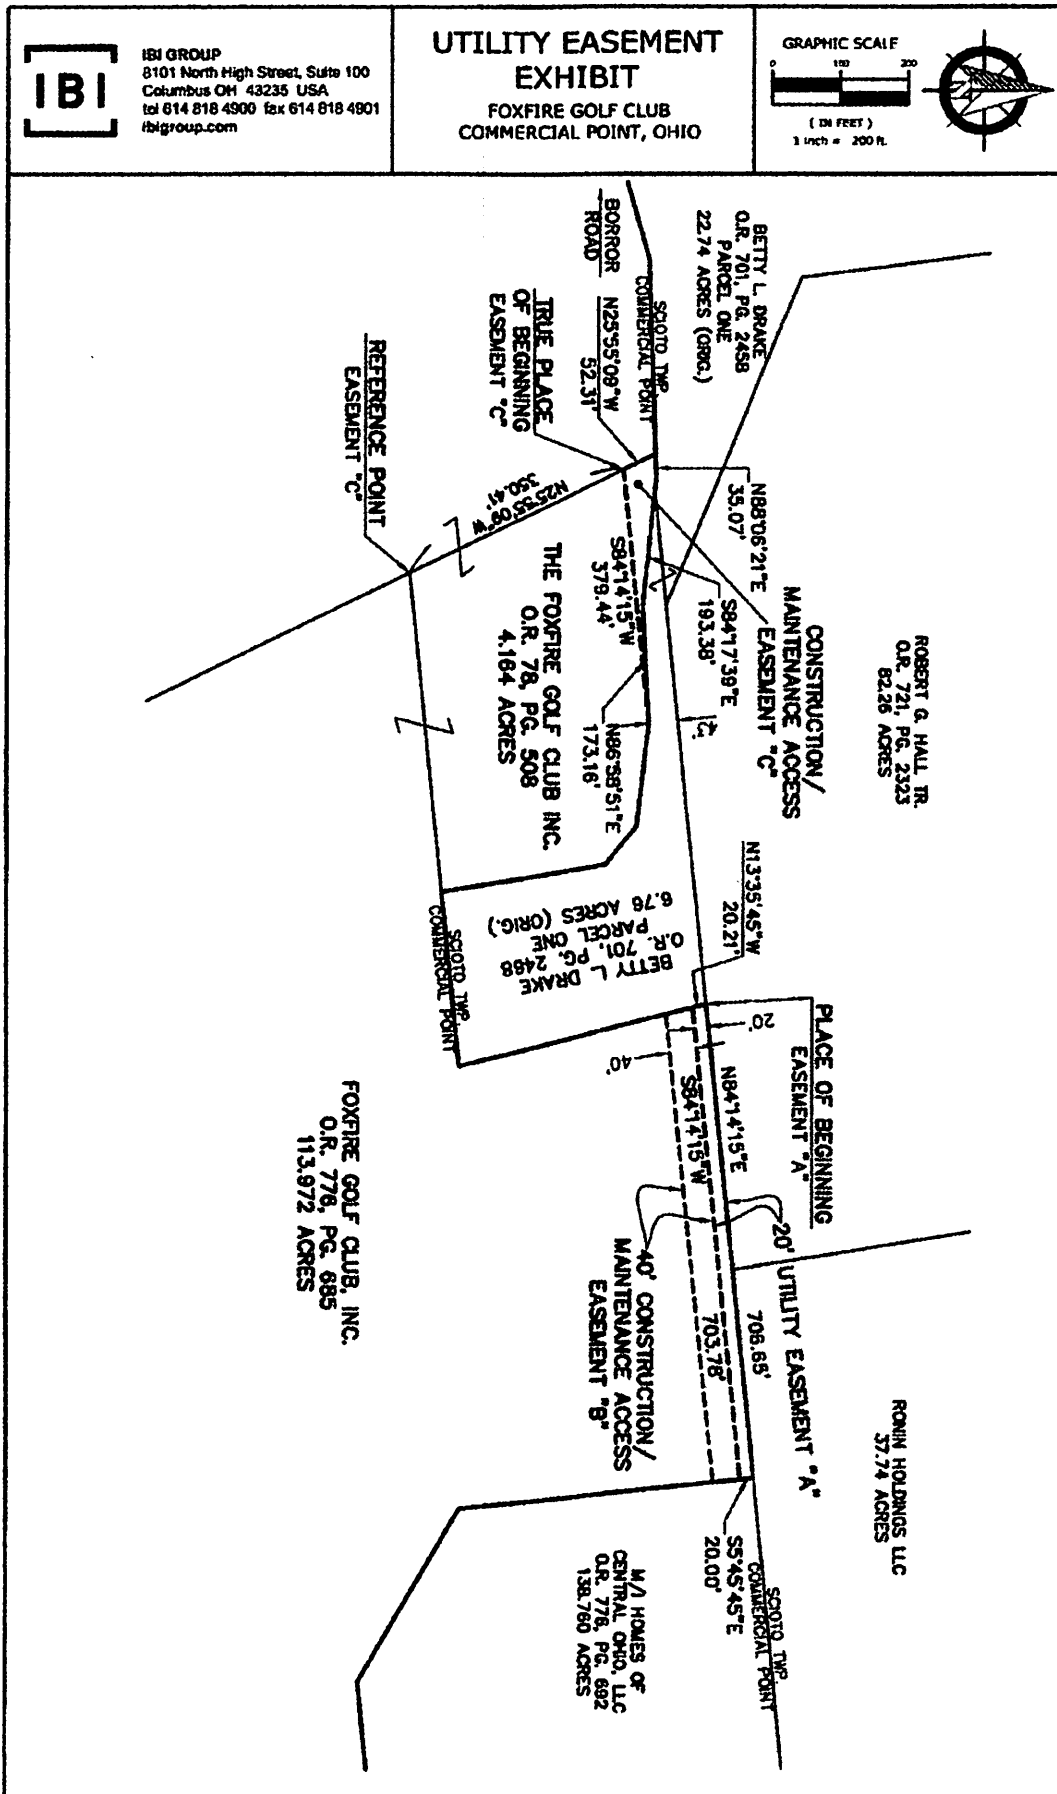 IBI
IBI GROUP
8101 North High Street, Suite 100
Columbus OH 43235 USA
tel 614 818 4900 fax 614 818 4901
ibigroup.com
UTILITY EASEMENT
EXHIBIT
FOXFIRE GOLF CLUB
COMMERCIAL POINT, OHIO
GRAPHIC SCALE
0 100 200
( IN FEET )
1 inch = 200 ft.
BORROR
ROAD
BETTY L. DRAKE
O.R. 701, PG. 2458
PARCEL ONE
22.74 ACRES (ORIG.)
SCIOTO TWP.
COMMERCIAL POINT
N25°55'09"W
52.31'
TRUE PLACE
OF BEGINNING
EASEMENT "C"
REFERENCE POINT
EASEMENT "C"
N25°55'09"W
350.41'
N88°06'21"E
35.07'
S84°17'39"E
193.38'
CONSTRUCTION/
MAINTENANCE ACCESS
EASEMENT "C"
ROBERT G. HALL TR.
O.R. 721, PG. 2323
82.26 ACRES
S84°14'15"W
379.44'
N86°58'51"E
173.16'
43'
THE FOXFIRE GOLF CLUB INC.
O.R. 78, PG. 508
4.164 ACRES
N13°35'45"W
20.21'
BETTY L. DRAKE
O.R. 701, PG. 2468
PARCEL ONE
6.76 ACRES (ORIG.)
SCIOTO TWP.
COMMERCIAL POINT
PLACE OF BEGINNING
EASEMENT "A"
20'
40'
N84°14'15"E
S84°14'15"W
20' UTILITY EASEMENT "A"
706.65'
703.78'
40' CONSTRUCTION/
MAINTENANCE ACCESS
EASEMENT "B"
FOXFIRE GOLF CLUB, INC.
O.R. 776, PG. 685
113.972 ACRES
RONIN HOLDINGS LLC
37.74 ACRES
S5°45'45"E
20.00'
SCIOTO TWP.
COMMERCIAL POINT
M/I HOMES OF
CENTRAL OHIO, LLC
O.R. 776, PG. 692
138.760 ACRES